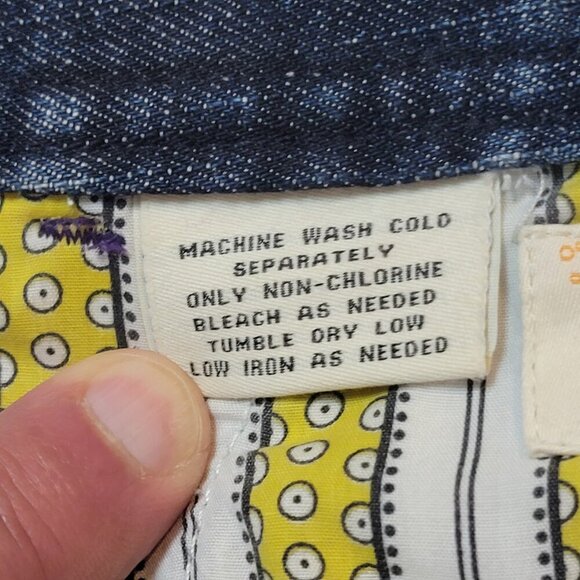 MACHINE WASH COLD
SEPARATELY
ONLY NON-CHLORINE
BLEACH AS NEEDED
TUMBLE DRY LOW
LOW IRON AS NEEDED